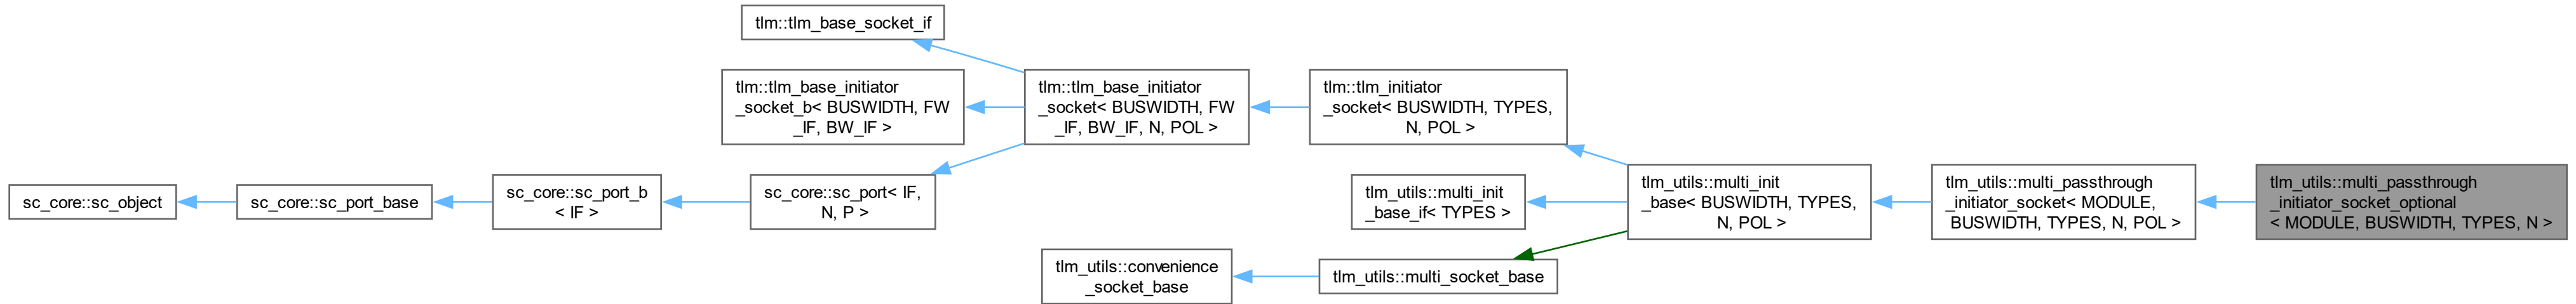 tlm::tlm_base_socket_if
tlm::tlm_base_initiator
_socket_b< BUSWIDTH, FW
_IF, BW_IF >
tlm::tlm_base_initiator
_socket< BUSWIDTH, FW
_IF, BW_IF, N, POL >
tlm::tlm_initiator
_socket< BUSWIDTH, TYPES,
N, POL >
sc_core::sc_object
sc_core::sc_port_base
sc_core::sc_port_b
< IF >
sc_core::sc_port< IF,
N, P >
tlm_utils::multi_init
_base_if< TYPES >
tlm_utils::multi_init
_base< BUSWIDTH, TYPES,
N, POL >
tlm_utils::multi_passthrough
_initiator_socket< MODULE,
BUSWIDTH, TYPES, N, POL >
tlm_utils::multi_passthrough
_initiator_socket_optional
< MODULE, BUSWIDTH, TYPES, N >
tlm_utils::convenience
_socket_base
tlm_utils::multi_socket_base